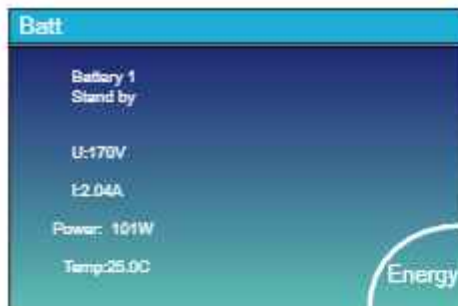 Batt
Battery 1
Stand by
U:170V
I:2.04A
Power: 101W
Temp:25.0C
Energy